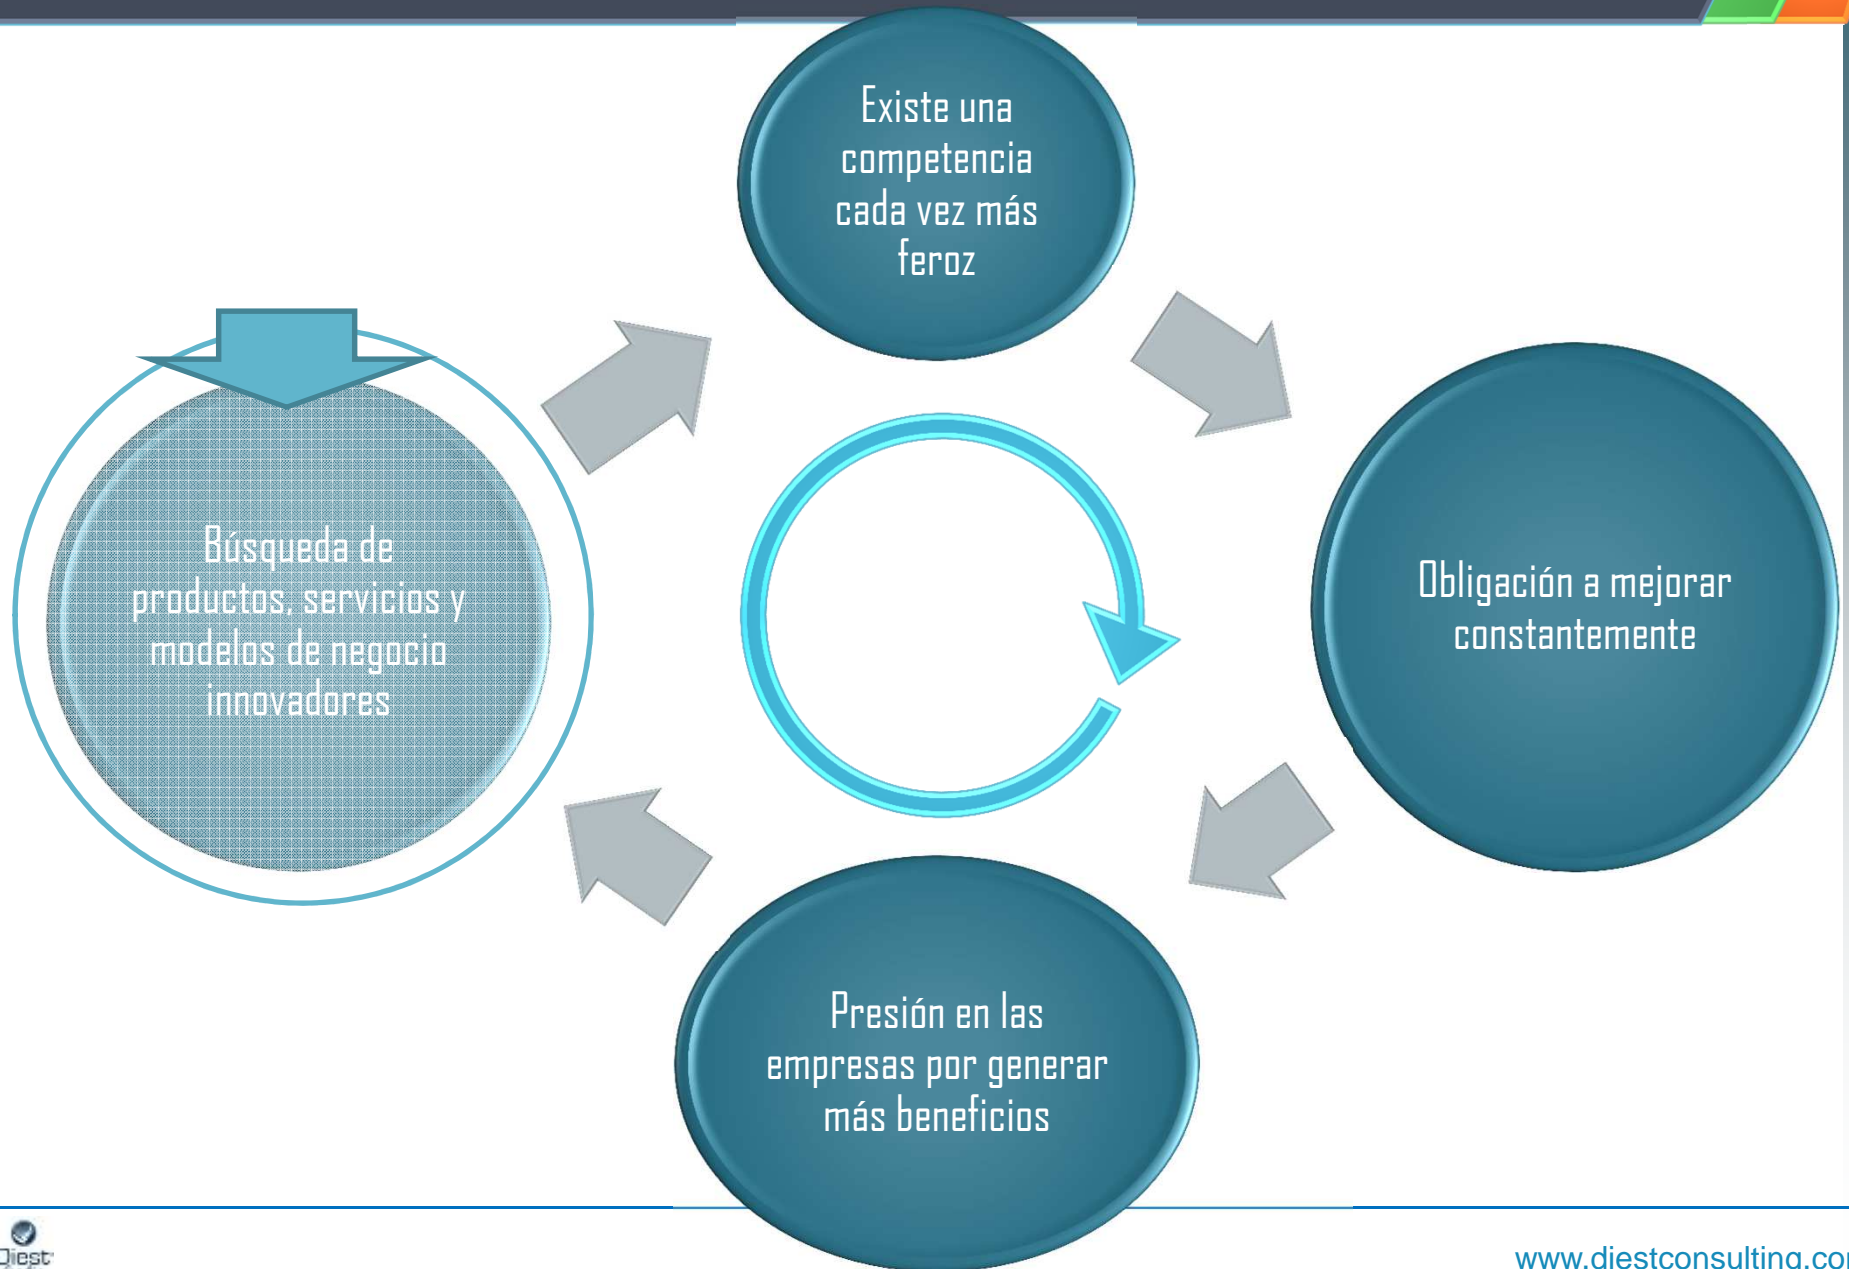 Existe una
competencia
cada vez más
feroz
Obligación a mejorar
constantemente
Presión en las
empresas por generar
más beneficios
Búsqueda de
productos, servicios y
modelos de negocio
innovadores
Diest
www.diestconsulting.co